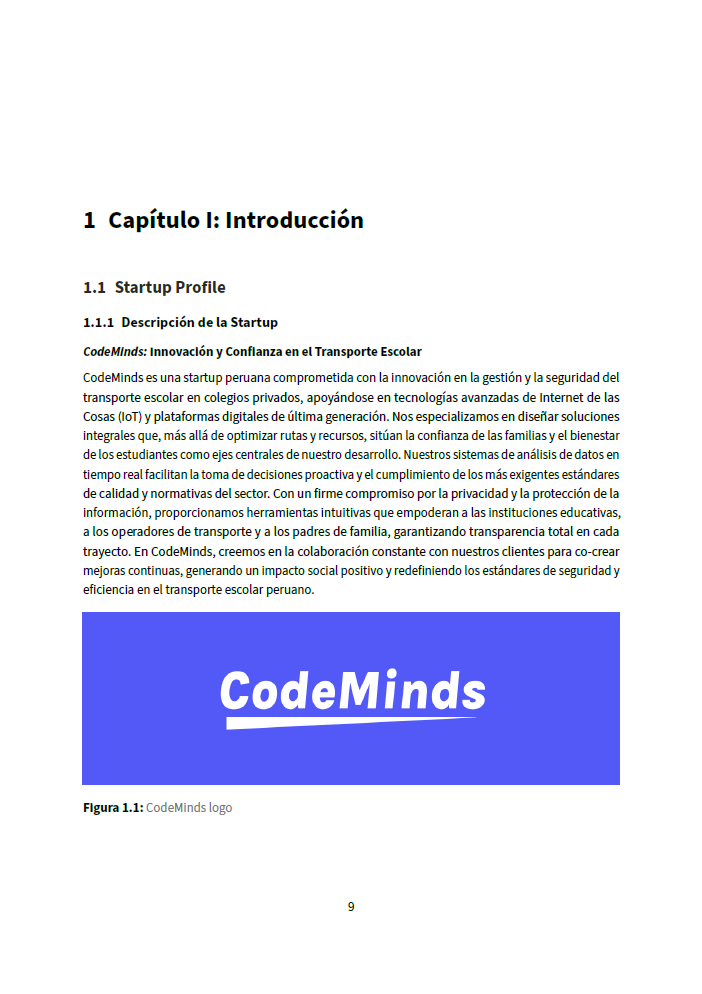 1 Capítulo I: Introducción
1.1 Startup Profile
1.1.1 Descripción de la Startup
CodeMinds: Innovación y Confianza en el Transporte Escolar
CodeMinds es una startup peruana comprometida con la innovación en la gestión y la seguridad del
transporte escolar en colegios privados, apoyándose en tecnologías avanzadas de Internet de las
Cosas (IoT) y plataformas digitales de última generación. Nos especializamos en diseñar soluciones
integrales que, más allá de optimizar rutas y recursos, sitúan la confianza de las familias y el bienestar
de los estudiantes como ejes centrales de nuestro desarrollo. Nuestros sistemas de análisis de datos en
tiempo real facilitan la toma de decisiones proactiva y el cumplimiento de los más exigentes estándares
de calidad y normativas del sector. Con un firme compromiso por la privacidad y la protección de la
información, proporcionamos herramientas intuitivas que empoderan a las instituciones educativas,
a los operadores de transporte y a los padres de familia, garantizando transparencia total en cada
trayecto. En CodeMinds, creemos en la colaboración constante con nuestros clientes para co-crear
mejoras continuas, generando un impacto social positivo y redefiniendo los estándares de seguridad y
eficiencia en el transporte escolar peruano.
CodeMinds
Figura 1.1: CodeMinds logo
9